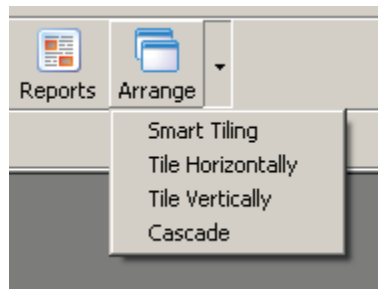 Reports Arrange
Smart Tiling
Tile Horizontally
Tile Vertically
Cascade